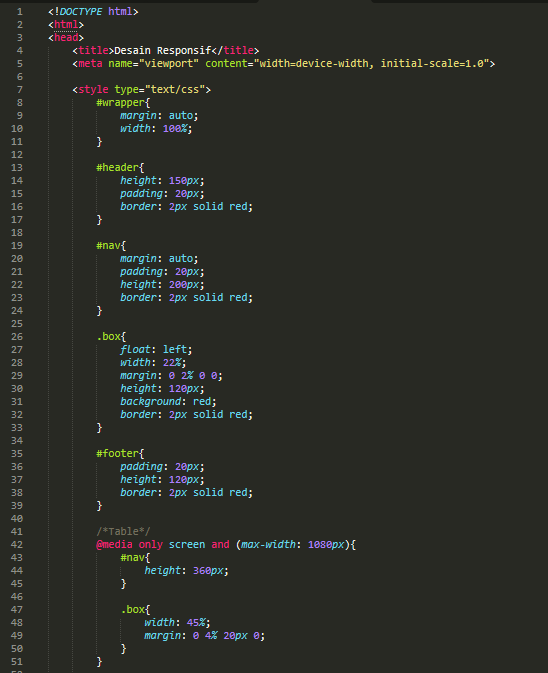 1 <!DOCTYPE html>
2 <html>
3 <head>
4 <title>Desain Responsif</title>
5 <meta name="viewport" content="width=device-width, initial-scale=1.0">
6
7 <style type="text/css">
8 #wrapper{
9 margin: auto;
10 width: 100%;
11 }
12
13 #header{
14 height: 150px;
15 padding: 20px;
16 border: 2px solid red;
17 }
18
19 #nav{
20 margin: auto;
21 padding: 20px;
22 height: 200px;
23 border: 2px solid red;
24 }
25
26 .box{
27 float: left;
28 width: 22%;
29 margin: 0 2% 0 0;
30 height: 120px;
31 background: red;
32 border: 2px solid red;
33 }
34
35 #footer{
36 padding: 20px;
37 height: 120px;
38 border: 2px solid red;
39 }
40
41 /*Table*/
42 @media only screen and (max-width: 1080px){
43 #nav{
44 height: 360px;
45 }
46
47 .box{
48 width: 45%;
49 margin: 0 4% 20px 0;
50 }
51 }